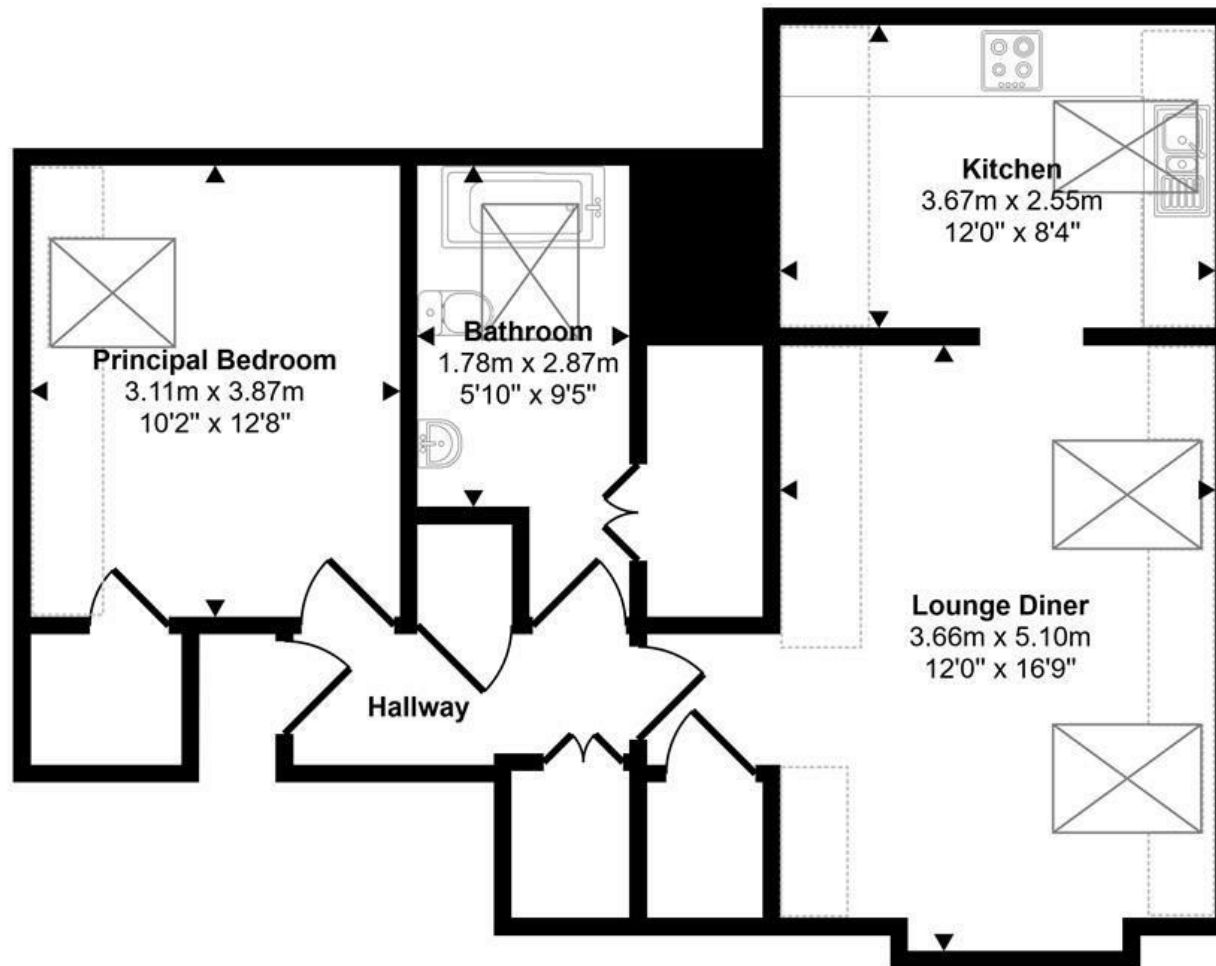 Kitchen
3.67m x 2.55m
12'0" x 8'4"
Principal Bedroom
3.11m x 3.87m
10'2" x 12'8"
Bathroom
1.78m x 2.87m
5'10" x 9'5"
Lounge Diner
3.66m x 5.10m
12'0" x 16'9"
Hallway